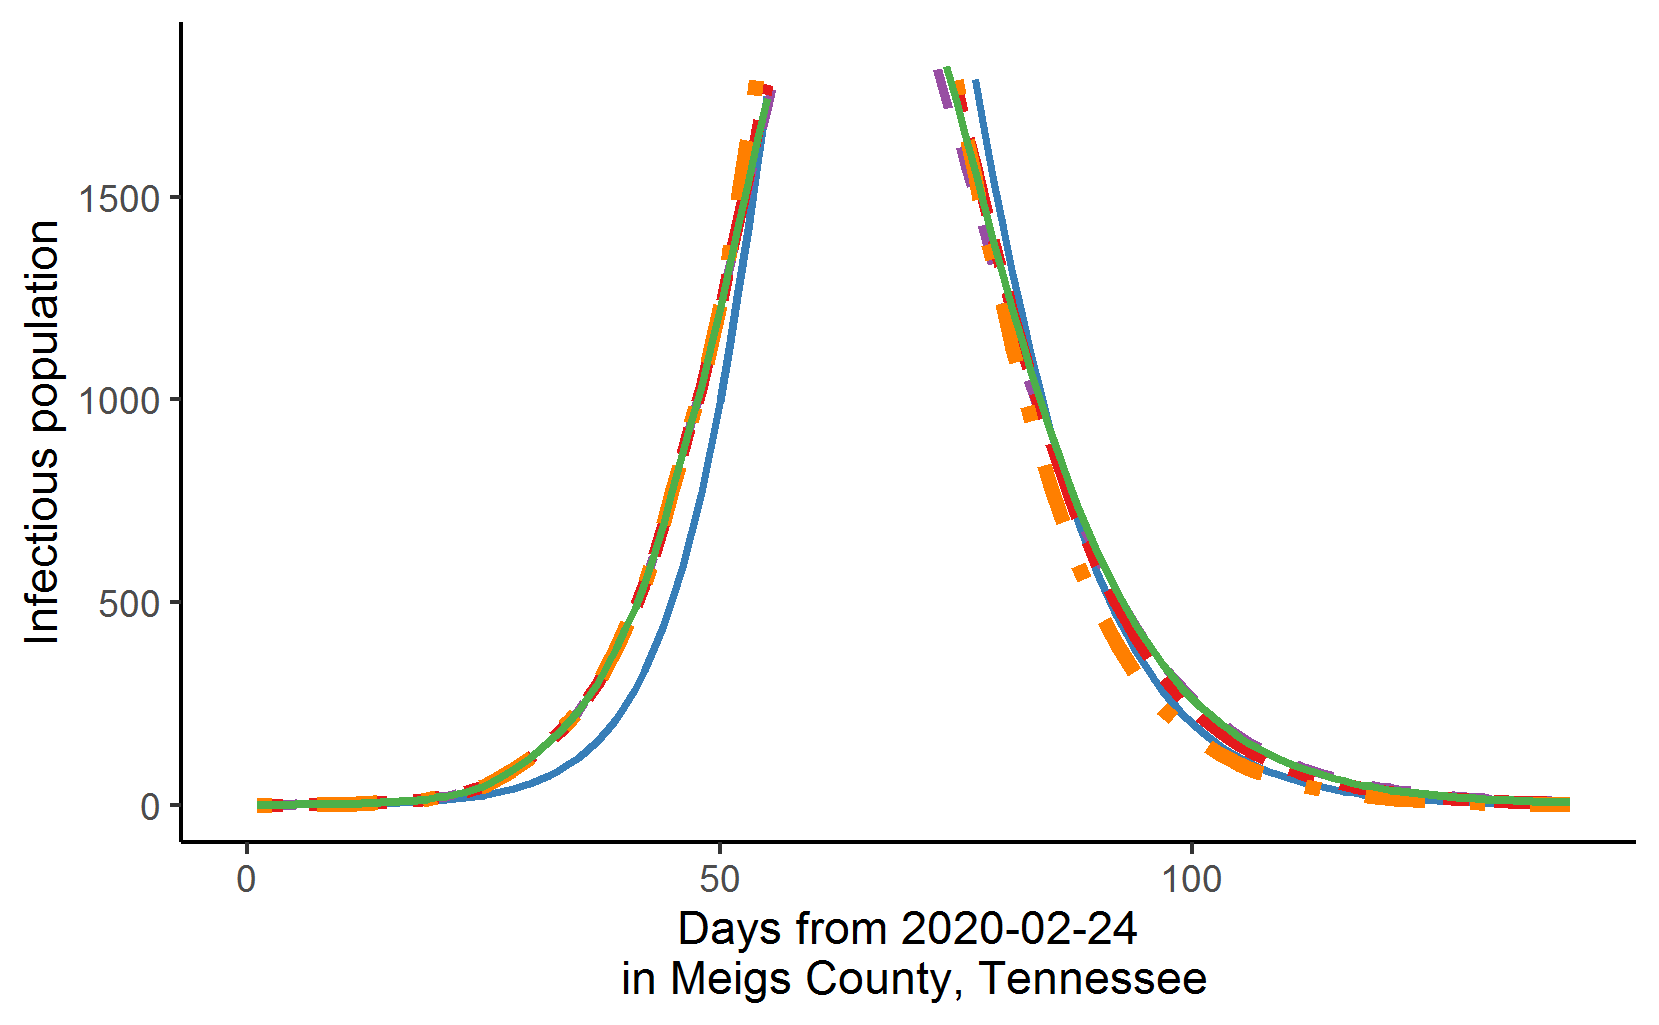 Infectious population
1500
1000
500
0
0 50 100
Days from 2020-02-24
in Meigs County, Tennessee